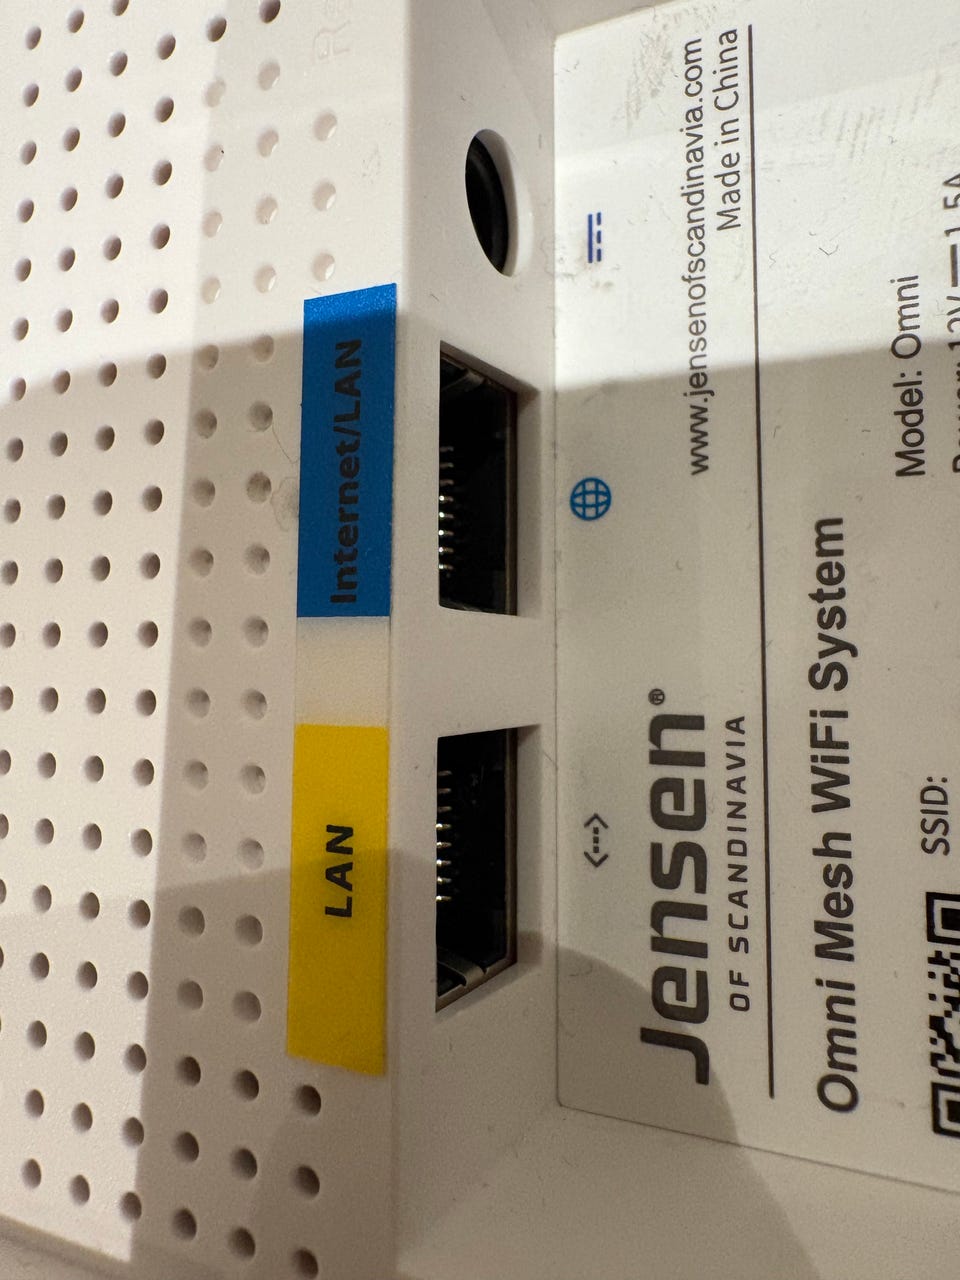 Internet/LAN
LAN
www.jensenofscandinavia.com
Made in China
Jensen®
OF SCANDINAVIA
Omni Mesh WiFi System
Model: Omni
SSID: